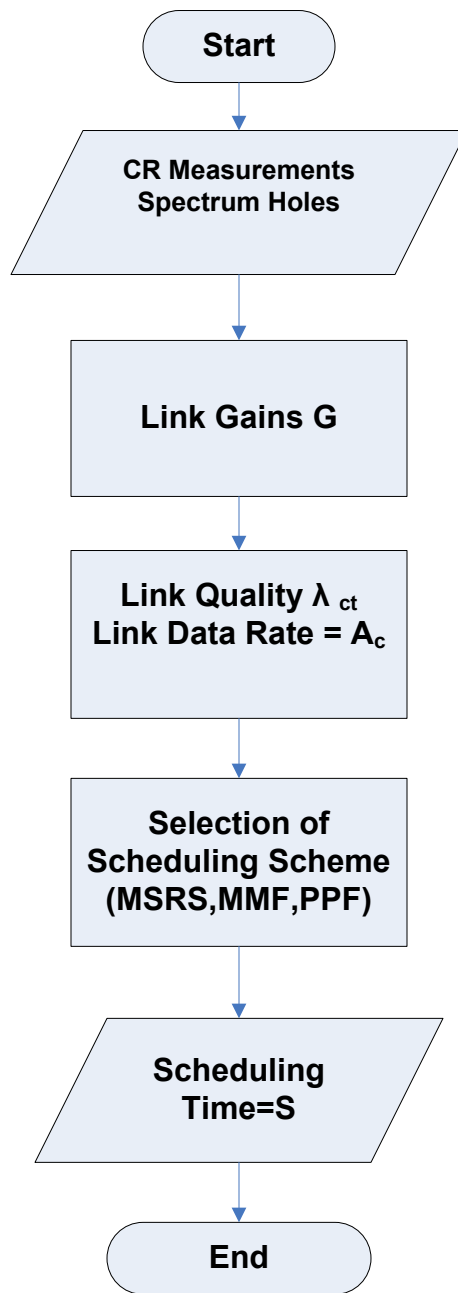 Start
CR Measurements
Spectrum Holes
Link Gains G
Link Quality λ ct
Link Data Rate = Ac
Selection of
Scheduling Scheme
(MSRS,MMF,PPF)
Scheduling
Time=S
End